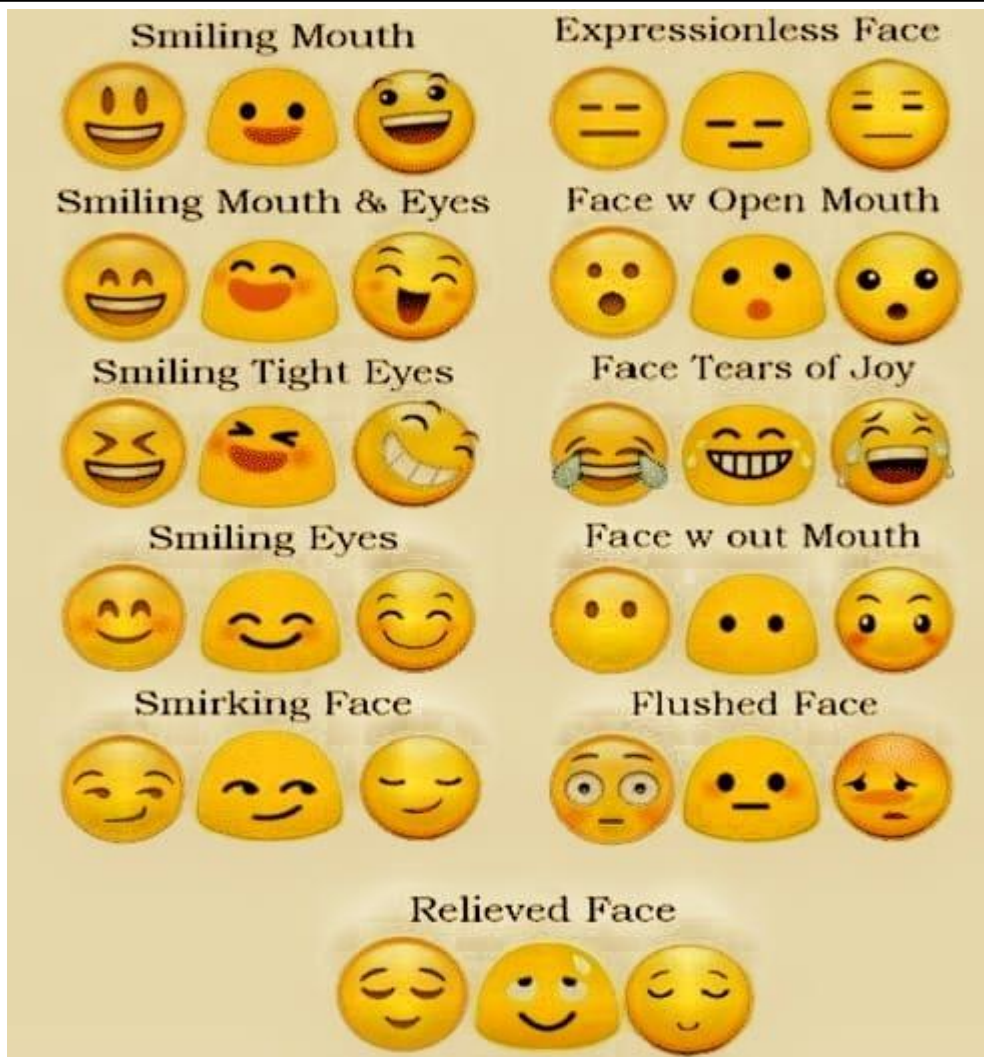 Smiling Mouth
Expressionless Face
Smiling Mouth & Eyes
Face w Open Mouth
Smiling Tight Eyes
Face Tears of Joy
Smiling Eyes
Face w out Mouth
Smirking Face
Flushed Face
Relieved Face